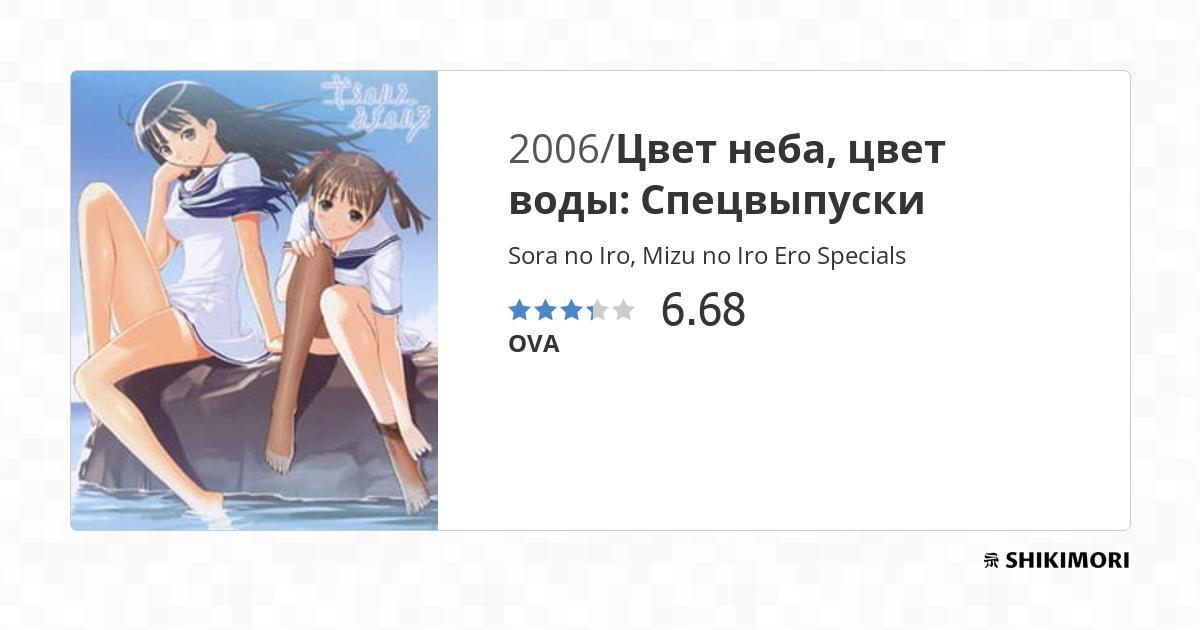 2006/Цвет неба, цвет
воды: Спецвыпуски
Sora no Iro, Mizu no Iro Ero Specials
6.68
OVA
SHIKIMORI